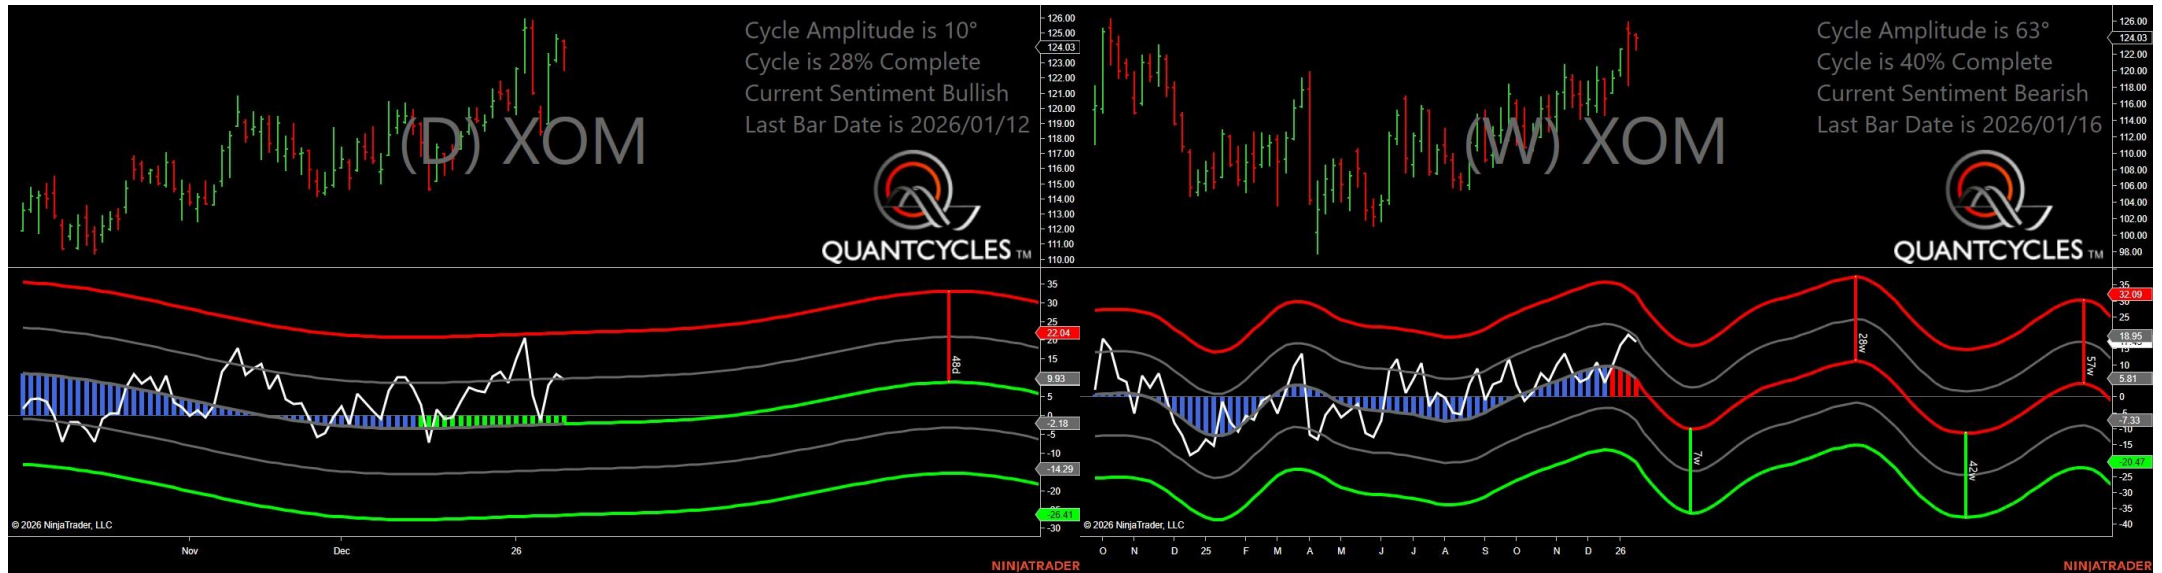 Cycle Amplitude is 10°
Cycle is 28% Complete
Current Sentiment Bullish
Last Bar Date is 2026/01/12
(D) XOM
QUANTCYCLES TM
126.00
125.00
124.03
123.00
122.00
121.00
120.00
119.00
118.00
117.00
116.00
115.00
114.00
113.00
112.00
111.00
110.00
35
30
25
22.04
20
15
9.93
5
0
-2.18
-5
-10
-14.29
-20
-26.41
-30
48d
© 2026 NinjaTrader, LLC
Nov
Dec
26
NINJATRADER
Cycle Amplitude is 63°
Cycle is 40% Complete
Current Sentiment Bearish
Last Bar Date is 2026/01/16
(W) XOM
QUANTCYCLES TM
126.00
124.03
122.00
120.00
118.00
116.00
114.00
112.00
110.00
108.00
106.00
104.00
102.00
100.00
98.00
35
32.09
25
18.95
15
10
5.81
0
-5
-7.33
-10
-15
-20.47
-25
-30
-35
-40
7w
28w
42w
57w
© 2026 NinjaTrader, LLC
O N D 25 F M A M J J A S O N D 26
NINJATRADER